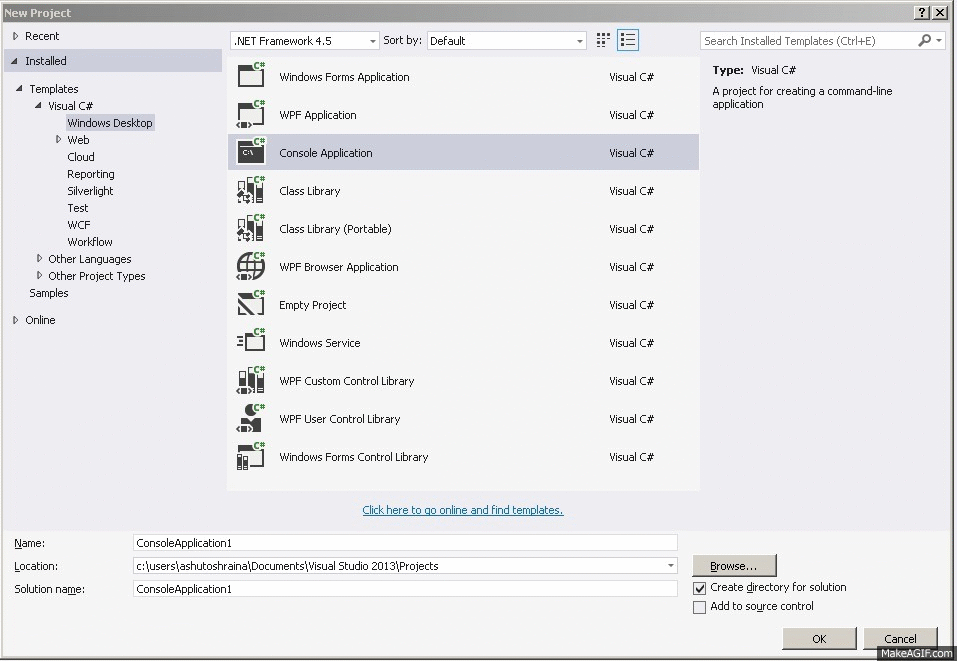 New Project
Recent
Installed
Templates
Visual C#
Windows Desktop
Web
Cloud
Reporting
Silverlight
Test
WCF
Workflow
Other Languages
Other Project Types
Samples
Online
.NET Framework 4.5 Sort by: Default
C# Windows Forms Application Visual C#
C# WPF Application Visual C#
C# C:\ Console Application Visual C#
C# Class Library Visual C#
C# Class Library (Portable) Visual C#
C# WPF Browser Application Visual C#
C# Empty Project Visual C#
C# Windows Service Visual C#
C# WPF Custom Control Library Visual C#
C# WPF User Control Library Visual C#
C# Windows Forms Control Library Visual C#
Click here to go online and find templates.
Search Installed Templates (Ctrl+E)
Type: Visual C#
A project for creating a command-line
application
Name: ConsoleApplication1
Location: c:\users\ashutoshraina\Documents\Visual Studio 2013\Projects
Solution name: ConsoleApplication1
Browse...
Create directory for solution
Add to source control
OK Cancel
MakeAGIF.com